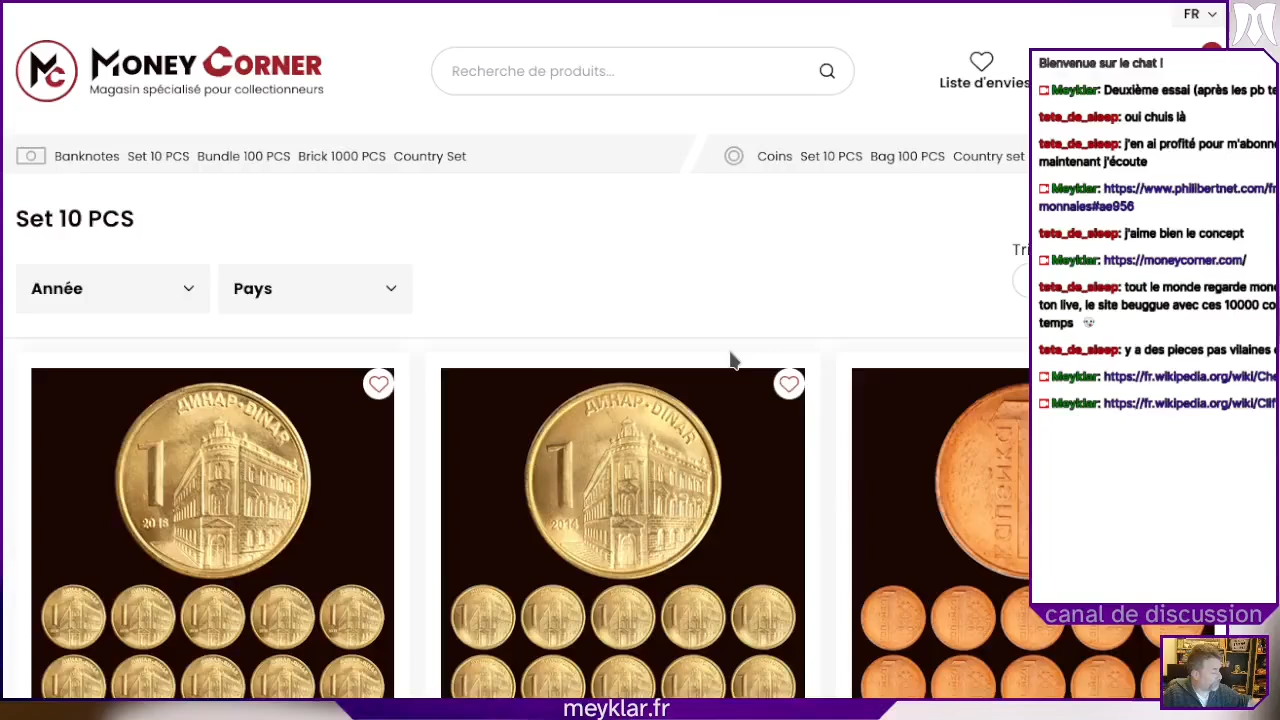 FR
MONEY CORNER
Magasin spécialisé pour collectionneurs
Recherche de produits...
Liste d'envies
Banknotes Set 10 PCS Bundle 100 PCS Brick 1000 PCS Country Set
Coins Set 10 PCS Bag 100 PCS Country set
Set 10 PCS
Tri
Année
Pays
ДИНАР·DINAR
1
2016
ДИНАР·DINAR
1
2014
1
Bienvenue sur le chat !
Meyklar: Deuxième essai (après les pb te
tete_de_sleep: oui chuis là
tete_de_sleep: j'en ai profité pour m'abonne
maintenant j'écoute
Meyklar: https://www.philibertnet.com/fr
monnaies#ae956
tete_de_sleep: j'aime bien le concept
Meyklar: https://moneycorner.com/
tete_de_sleep: tout le monde regarde mone
ton live, le site beuggue avec ces 10000 co
temps
tete_de_sleep: y a des pieces pas vilaines
Meyklar: https://fr.wikipedia.org/wiki/Che
Meyklar: https://fr.wikipedia.org/wiki/Clif
canal de discussion
meyklar.fr